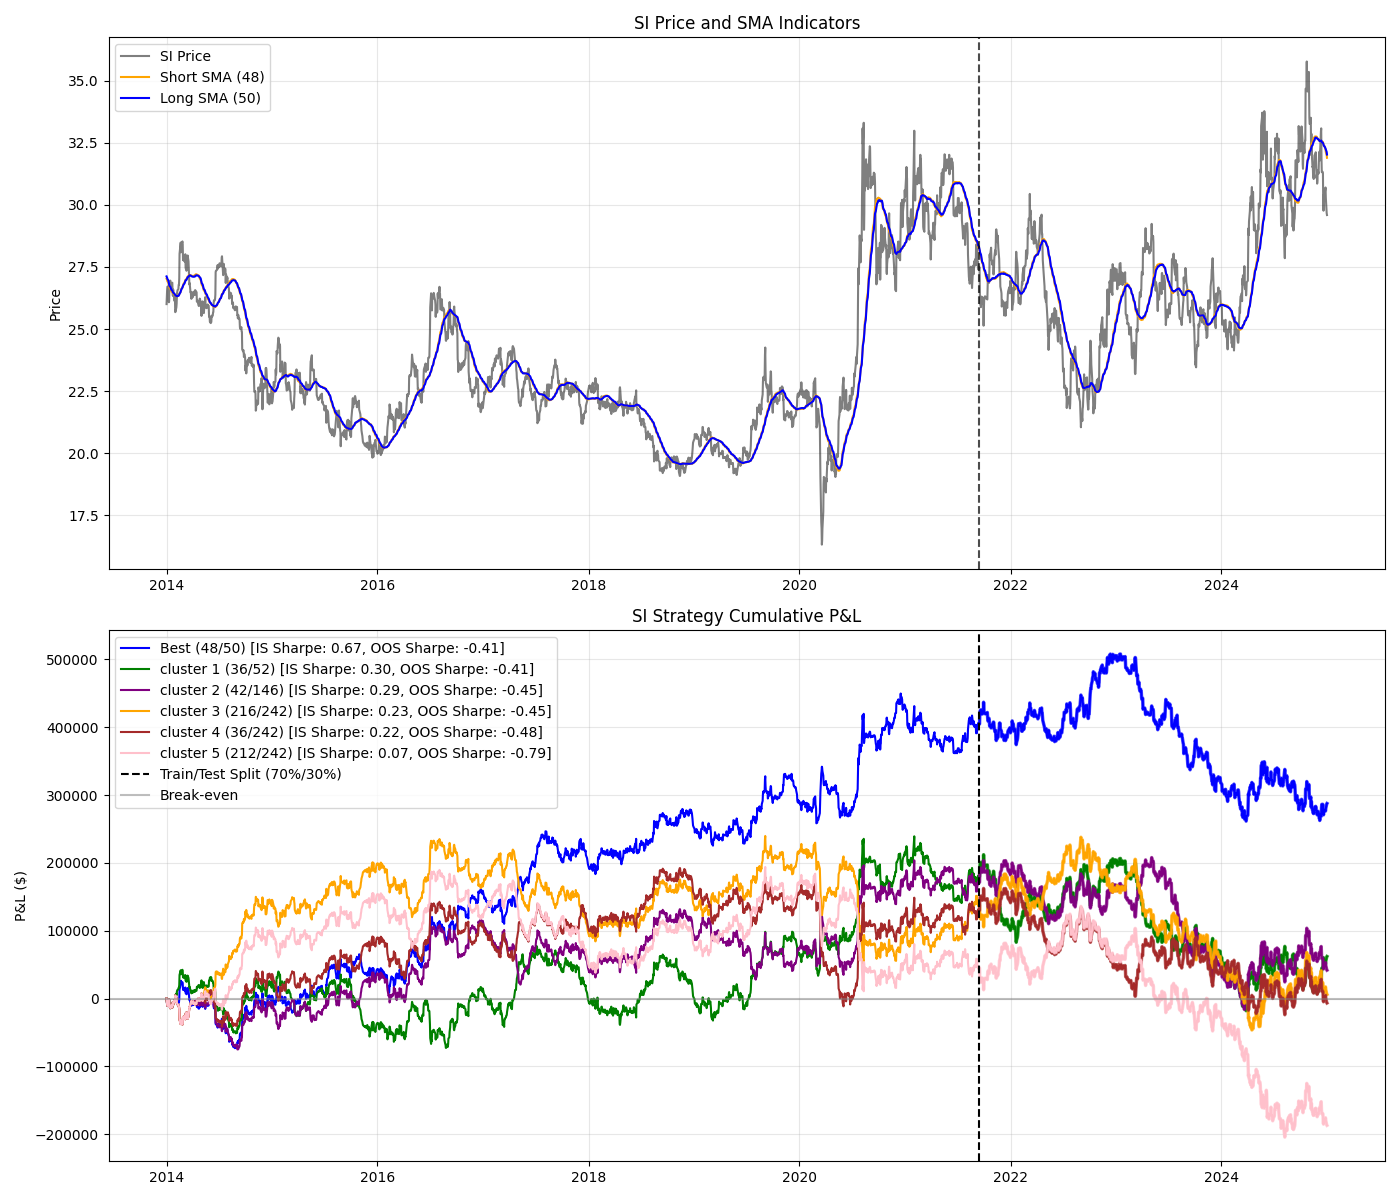 SI Price and SMA Indicators
SI Price
Short SMA (48)
Long SMA (50)
Price
35.0
32.5
30.0
27.5
25.0
22.5
20.0
17.5
2014 2016 2018 2020 2022 2024
SI Strategy Cumulative P&L
Best (48/50) [IS Sharpe: 0.67, OOS Sharpe: -0.41]
cluster 1 (36/52) [IS Sharpe: 0.30, OOS Sharpe: -0.41]
cluster 2 (42/146) [IS Sharpe: 0.29, OOS Sharpe: -0.45]
cluster 3 (216/242) [IS Sharpe: 0.23, OOS Sharpe: -0.45]
cluster 4 (36/242) [IS Sharpe: 0.22, OOS Sharpe: -0.48]
cluster 5 (212/242) [IS Sharpe: 0.07, OOS Sharpe: -0.79]
Train/Test Split (70%/30%)
Break-even
P&L ($)
500000
400000
300000
200000
100000
0
−100000
−200000
2014 2016 2018 2020 2022 2024